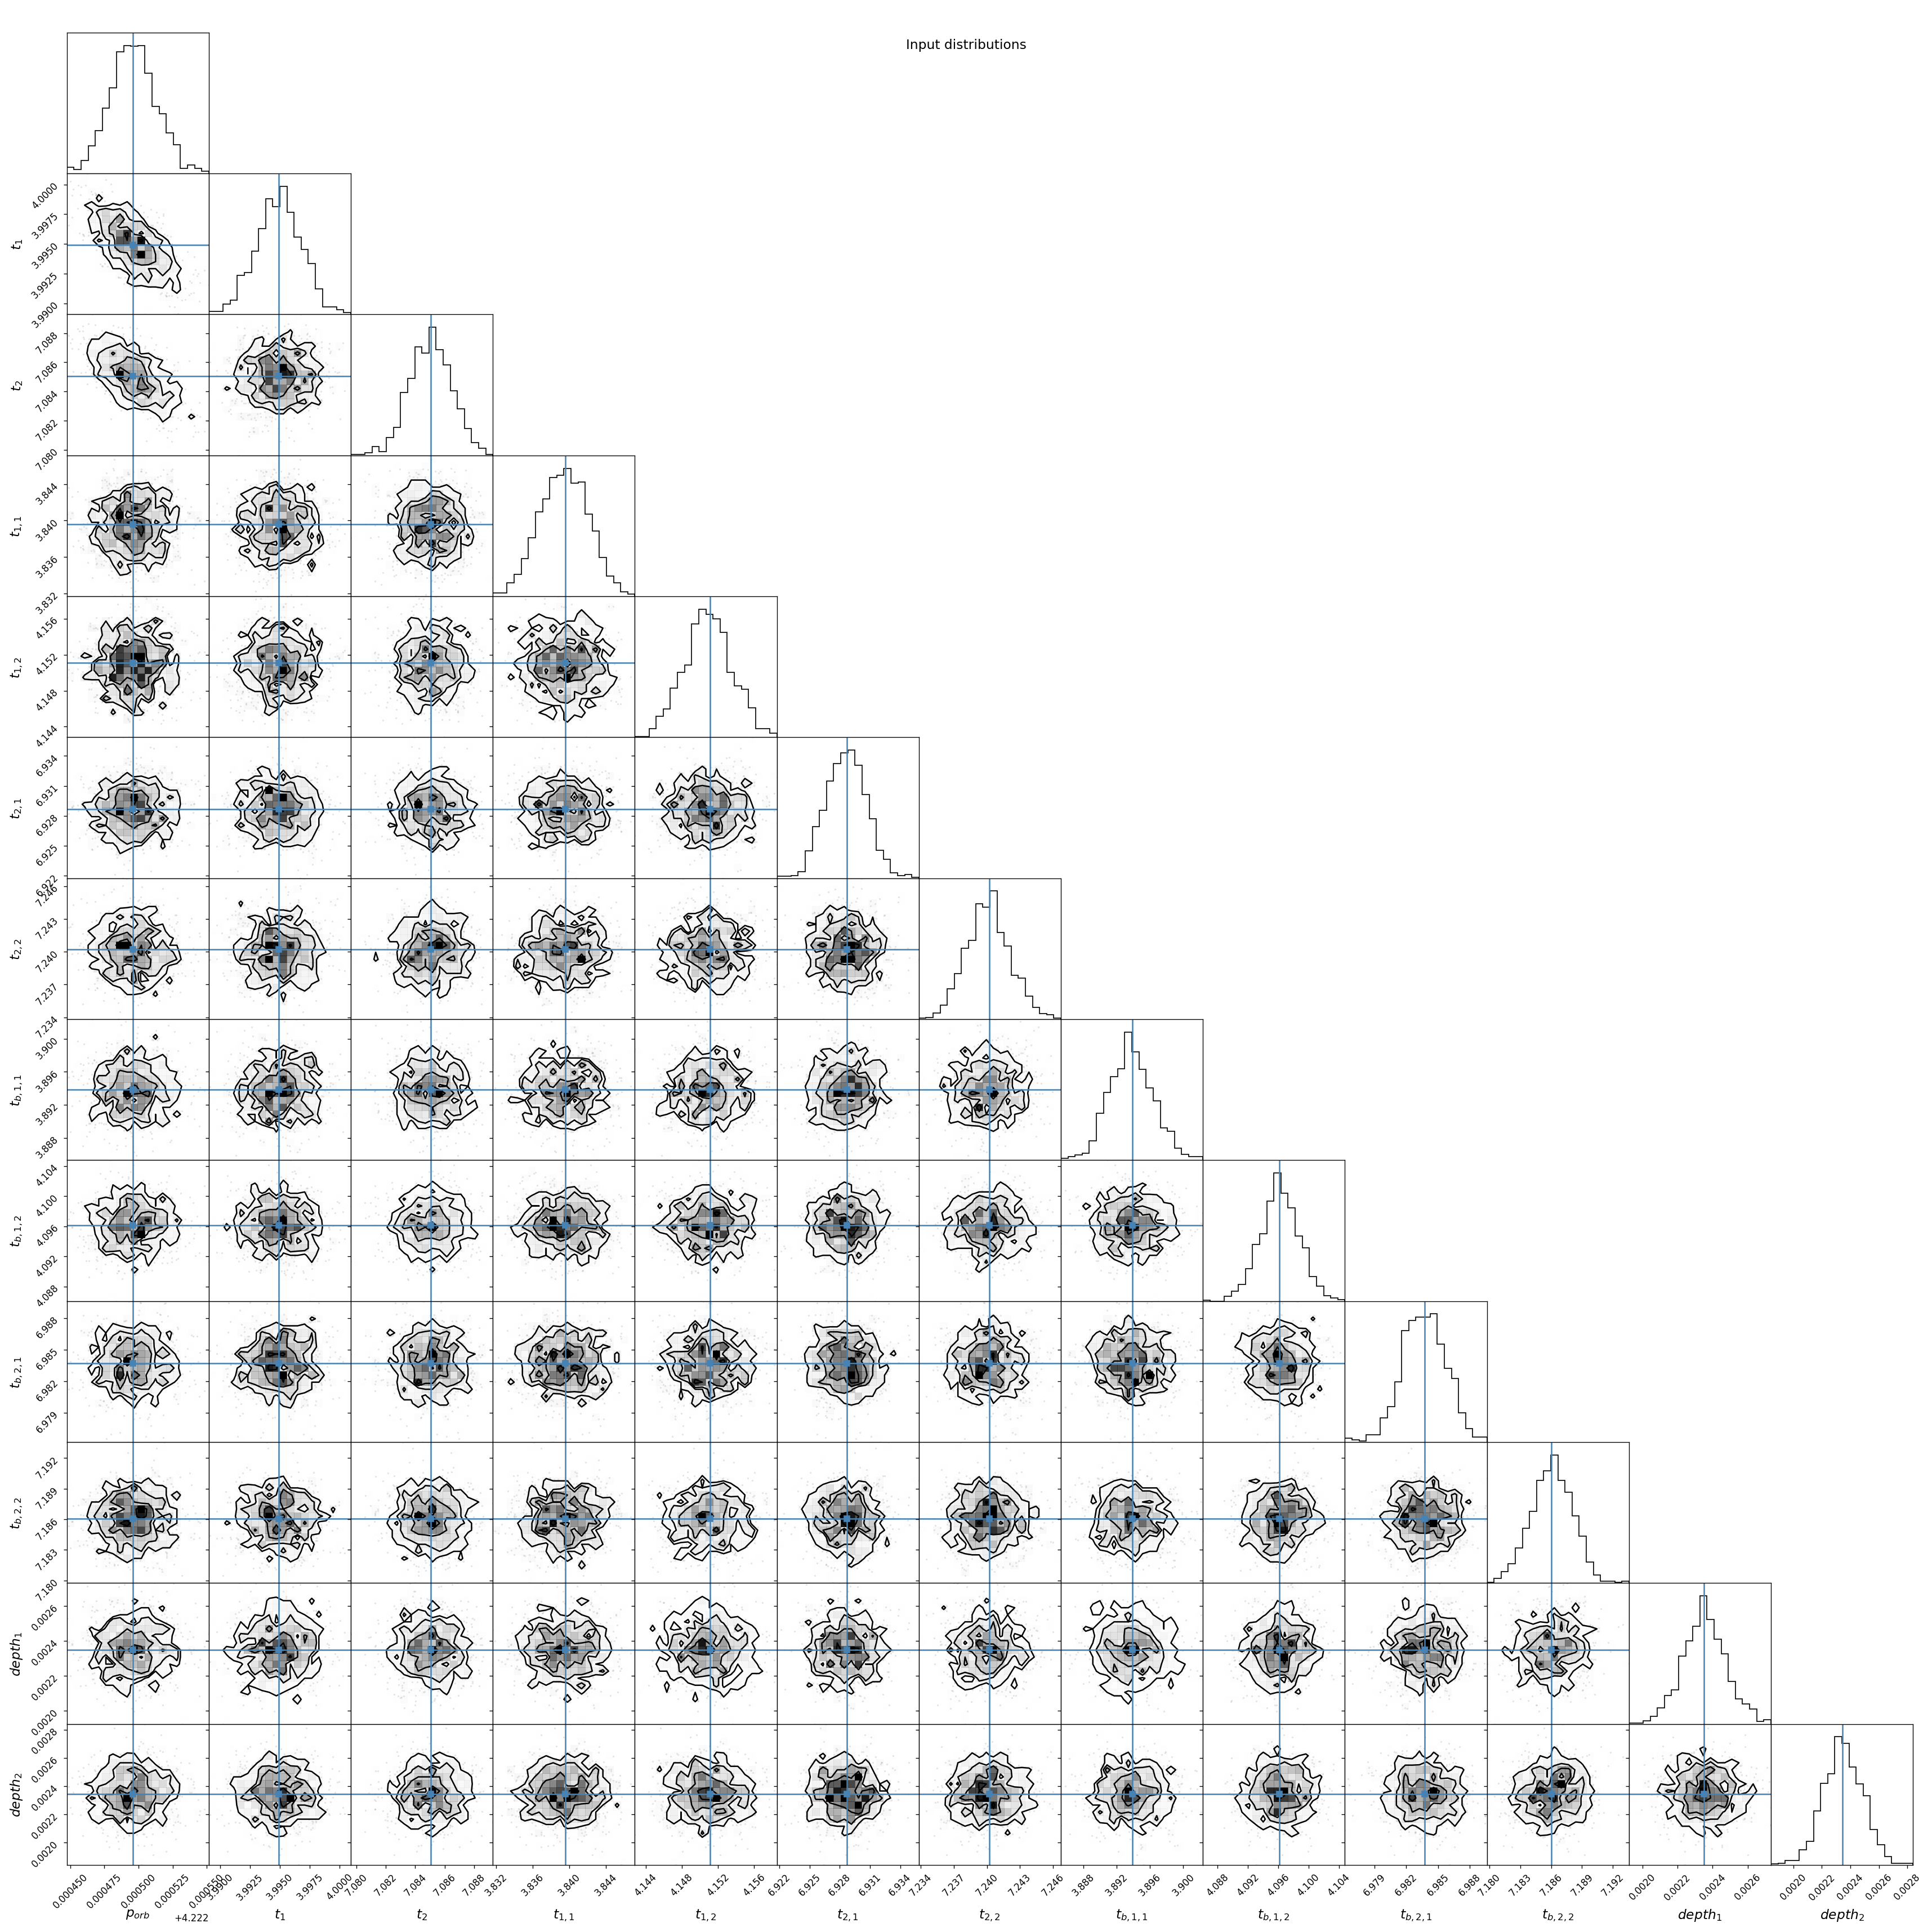 Input distributions
4.0000
3.9975
3.9950
3.9925
3.9900
t₁
7.088
7.086
7.084
7.082
7.080
t₂
3.844
3.840
3.836
3.832
t₁, ₁
4.156
4.152
4.148
4.144
t₁, ₂
6.934
6.931
6.928
6.925
6.922
t₂, ₁
7.246
7.243
7.240
7.237
7.234
t₂, ₂
3.900
3.896
3.892
3.888
t_b, 1, 1
4.104
4.100
4.096
4.092
4.088
t_b, 1, 2
6.988
6.985
6.982
6.979
t_b, 2, 1
7.192
7.189
7.186
7.183
7.180
t_b, 2, 2
0.0026
0.0024
0.0022
0.0020
depth₁
0.0028
0.0026
0.0024
0.0022
0.0020
depth₂
0.000450 0.000475 0.000500 0.000525 0.000550
+4.222
p_orb
3.9900 3.9925 3.9950 3.9975 4.0000
t₁
7.080 7.082 7.084 7.086 7.088
t₂
3.832 3.836 3.840 3.844
t₁, ₁
4.144 4.148 4.152 4.156
t₁, ₂
6.922 6.925 6.928 6.931 6.934
t₂, ₁
7.234 7.237 7.240 7.243 7.246
t₂, ₂
3.888 3.892 3.896 3.900
t_b, 1, 1
4.088 4.092 4.096 4.100 4.104
t_b, 1, 2
6.979 6.982 6.985 6.988
t_b, 2, 1
7.180 7.183 7.186 7.189 7.192
t_b, 2, 2
0.0020 0.0022 0.0024 0.0026
depth₁
0.0020 0.0022 0.0024 0.0026 0.0028
depth₂